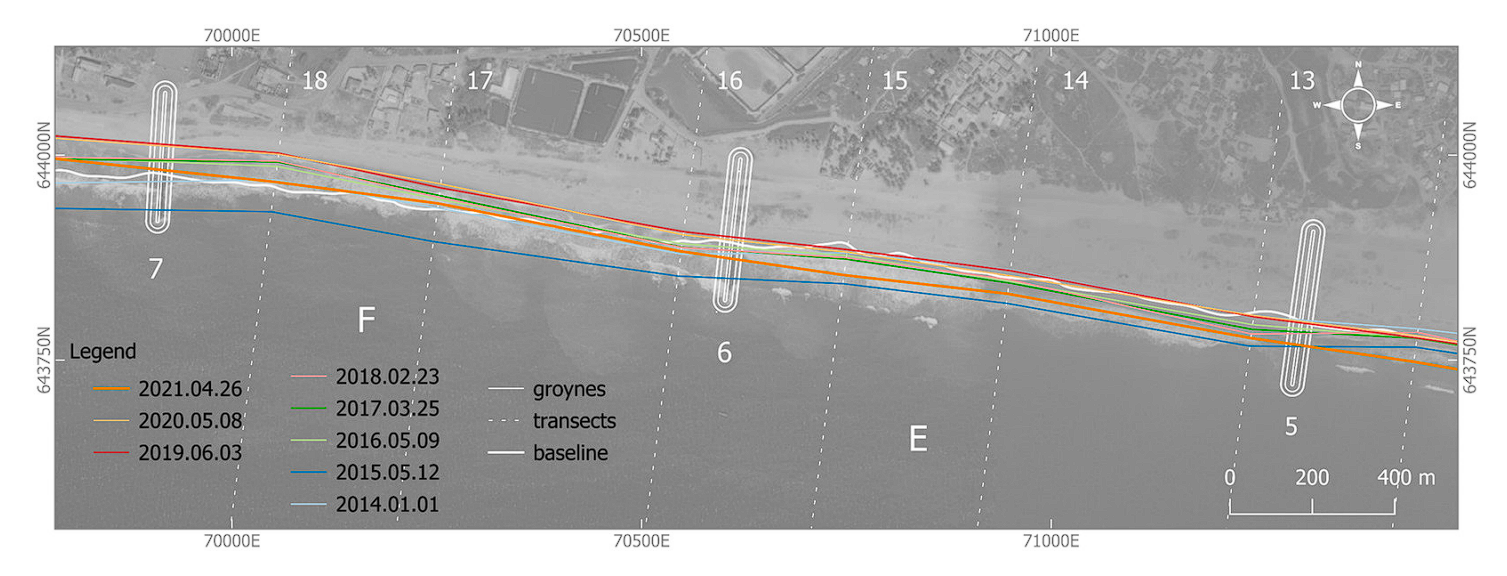 70000E 70500E 71000E
18 17 16 15 14 13
N
W E
S
644000N 644000N
7
F
6
E
5
643750N 643750N
Legend
2021.04.26
2020.05.08
2019.06.03
2018.02.23
2017.03.25
2016.05.09
2015.05.12
2014.01.01
groynes
transects
baseline
0 200 400 m
70000E 70500E 71000E